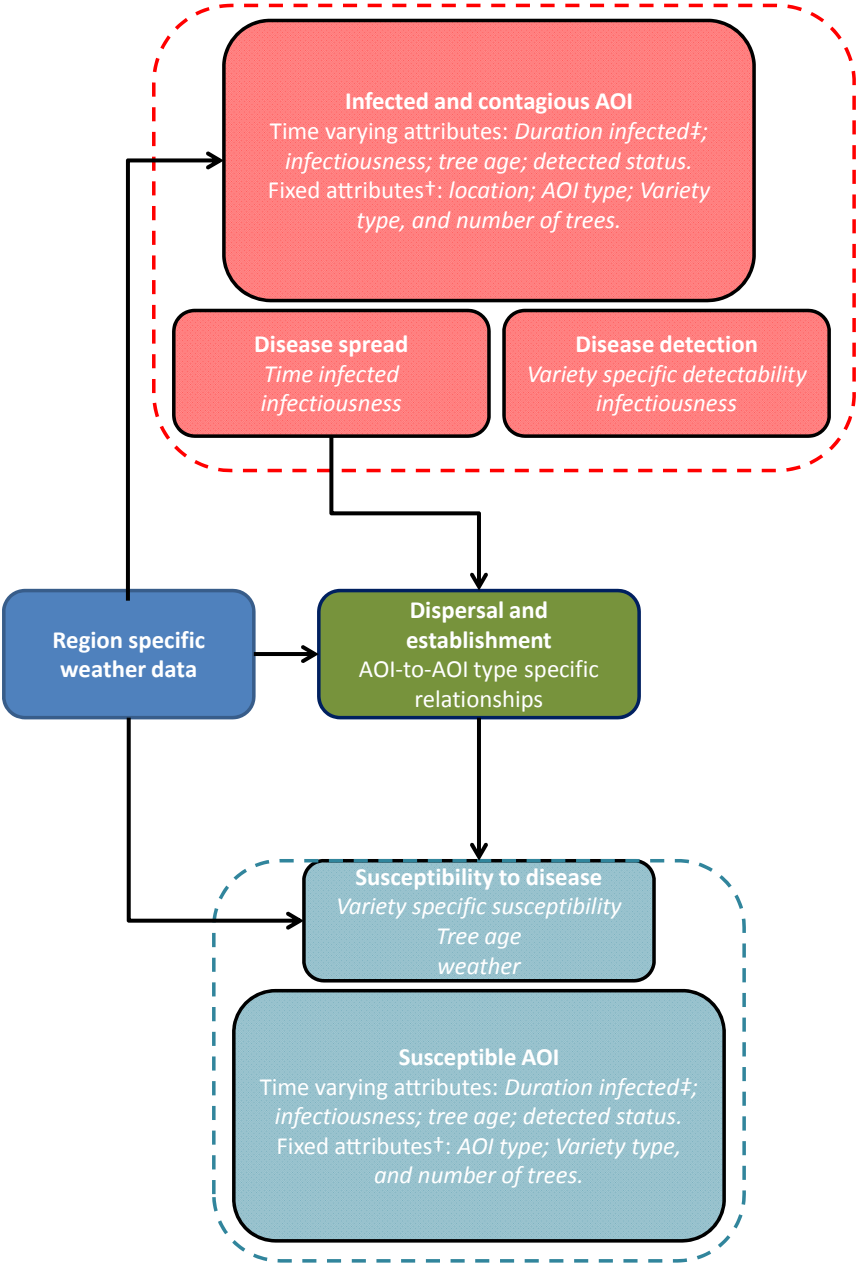 Infected and contagious AOI
Time varying attributes: Duration infected‡;
infectiousness; tree age; detected status.
Fixed attributes†: location; AOI type; Variety
type, and number of trees.
Disease spread
Time infected
infectiousness
Disease detection
Variety specific detectability
infectiousness
Region specific
weather data
Dispersal and
establishment
AOI-to-AOI type specific
relationships
Susceptibility to disease
Variety specific susceptibility
Tree age
weather
Susceptible AOI
Time varying attributes: Duration infected‡;
infectiousness; tree age; detected status.
Fixed attributes†: AOI type; Variety type,
and number of trees.